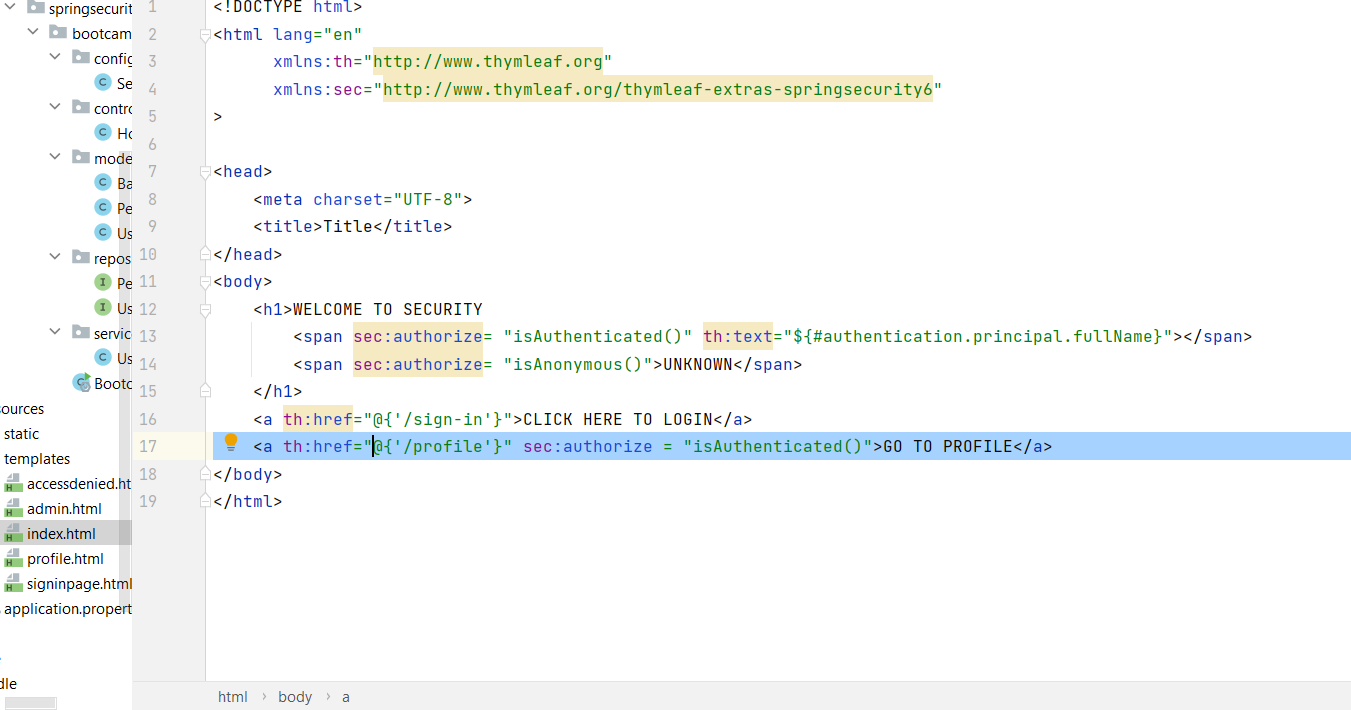 springsecurit
bootcam
config
Se
contro
Ho
mode
Ba
Pe
Us
repos
Pe
Us
servic
Us
Bootc
ources
static
templates
accessdenied.ht
admin.html
index.html
profile.html
signinpage.html
application.propert
dle
1 <!DOCTYPE html>
2 <html lang="en"
3 xmlns:th="http://www.thymleaf.org"
4 xmlns:sec="http://www.thymleaf.org/thymleaf-extras-springsecurity6"
5 >
6
7 <head>
8 <meta charset="UTF-8">
9 <title>Title</title>
10 </head>
11 <body>
12 <h1>WELCOME TO SECURITY
13 <span sec:authorize= "isAuthenticated()" th:text="${#authentication.principal.fullName}"></span>
14 <span sec:authorize= "isAnonymous()">UNKNOWN</span>
15 </h1>
16 <a th:href="@{'/sign-in'}">CLICK HERE TO LOGIN</a>
17 <a th:href="@{'/profile'}" sec:authorize = "isAuthenticated()">GO TO PROFILE</a>
18 </body>
19 </html>
html › body › a